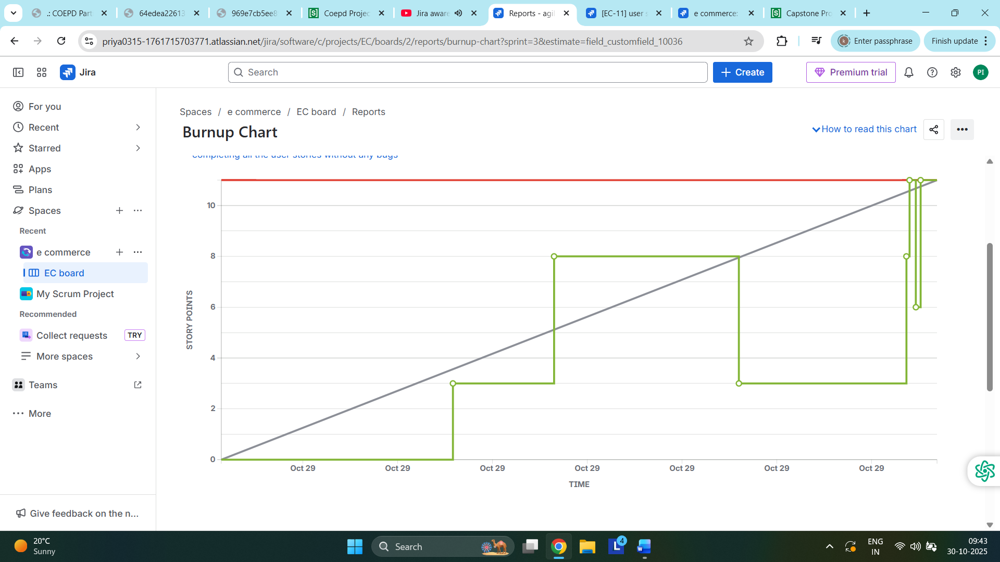 .: COEPD Part
64edea22613
969e7cb5ee8
Coepd Projec
Jira aware
Reports - agil
[EC-11] user s
e commerce:
Capstone Pro
priya0315-1761715703771.atlassian.net/jira/software/c/projects/EC/boards/2/reports/burnup-chart?sprint=3&estimate=field_customfield_10036
k
Enter passphrase
Finish update
Jira
Search
Create
Premium trial
PI
For you
Recent
Starred
Apps
Plans
Spaces
Recent
e commerce
EC board
My Scrum Project
Recommended
Collect requests
TRY
More spaces
Teams
More
Give feedback on the n...
Spaces / e commerce / EC board / Reports
Burnup Chart
How to read this chart
completing all the user stories without any bugs
10
8
6
4
2
0
STORY POINTS
Oct 29 Oct 29 Oct 29 Oct 29 Oct 29 Oct 29 Oct 29
TIME
20°C
Sunny
Search
L
4
W
ENG
IN
09:43
30-10-2025